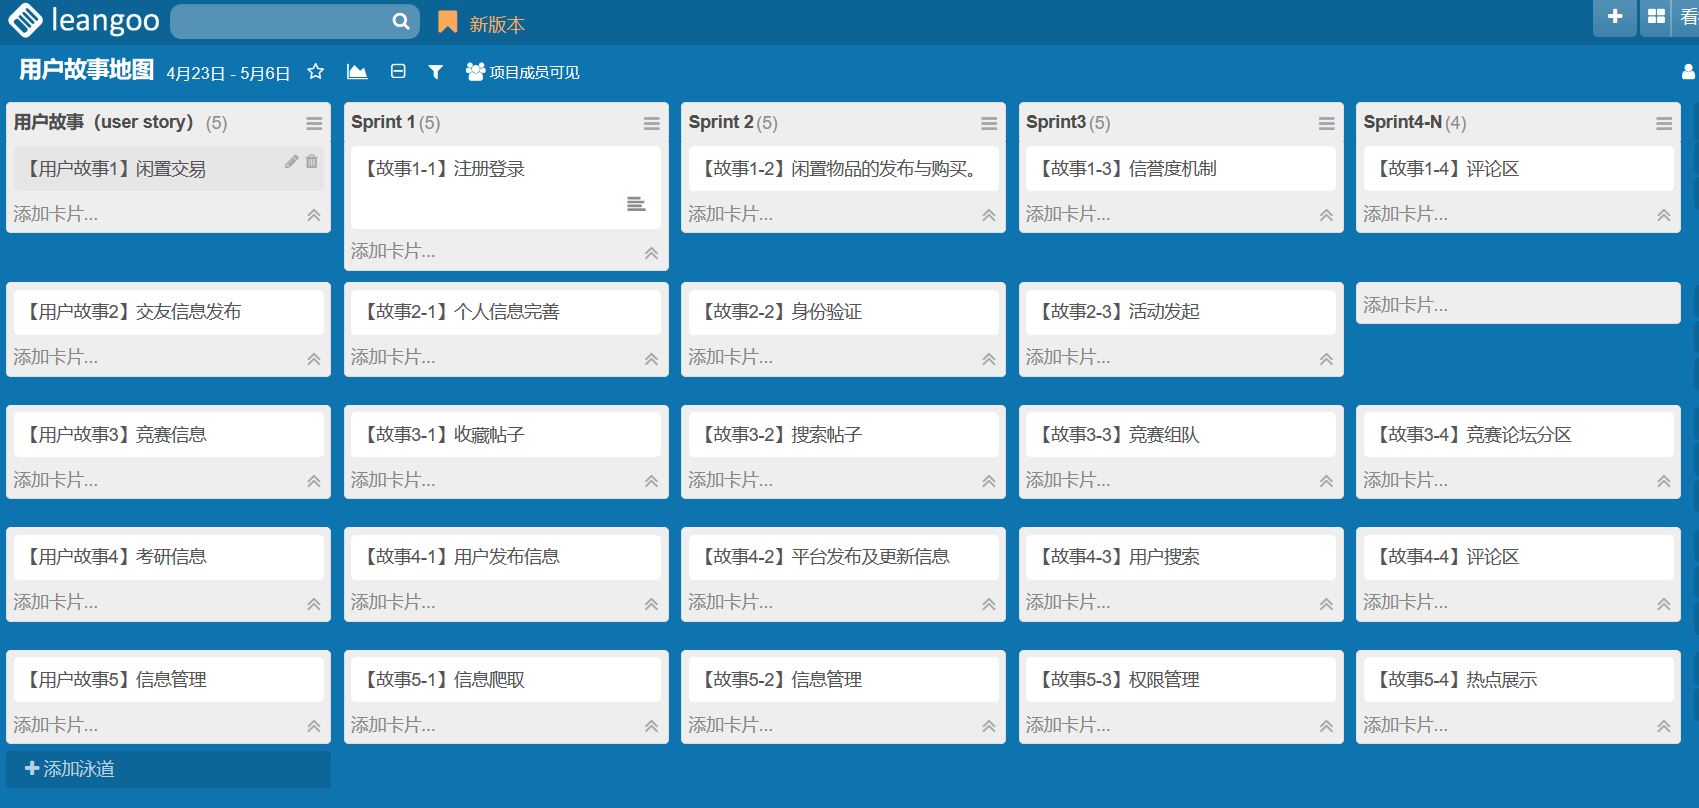 leangoo
新版本
看
用户故事地图 4月23日 - 5月6日 项目成员可见
用户故事（user story） (5)
Sprint 1 (5)
Sprint 2 (5)
Sprint3 (5)
Sprint4-N (4)
【用户故事1】闲置交易
【故事1-1】注册登录
【故事1-2】闲置物品的发布与购买。
【故事1-3】信誉度机制
【故事1-4】评论区
添加卡片...
添加卡片...
添加卡片...
添加卡片...
添加卡片...
【用户故事2】交友信息发布
【故事2-1】个人信息完善
【故事2-2】身份验证
【故事2-3】活动发起
添加卡片...
添加卡片...
添加卡片...
添加卡片...
添加卡片...
【用户故事3】竞赛信息
【故事3-1】收藏帖子
【故事3-2】搜索帖子
【故事3-3】竞赛组队
【故事3-4】竞赛论坛分区
添加卡片...
添加卡片...
添加卡片...
添加卡片...
添加卡片...
【用户故事4】考研信息
【故事4-1】用户发布信息
【故事4-2】平台发布及更新信息
【故事4-3】用户搜索
【故事4-4】评论区
添加卡片...
添加卡片...
添加卡片...
添加卡片...
添加卡片...
【用户故事5】信息管理
【故事5-1】信息爬取
【故事5-2】信息管理
【故事5-3】权限管理
【故事5-4】热点展示
添加卡片...
添加卡片...
添加卡片...
添加卡片...
添加卡片...
添加泳道